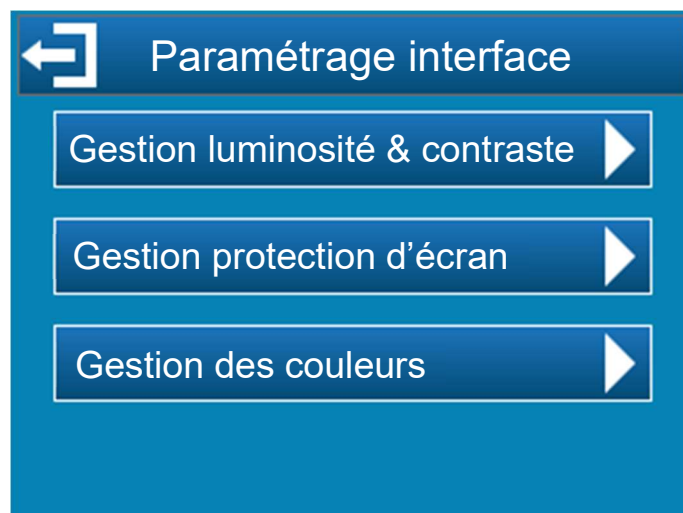 Paramétrage interface
Gestion luminosité & contraste
Gestion protection d’écran
Gestion des couleurs